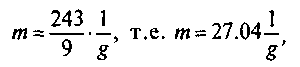 m ≈ 243/9 · 1/g, т.е. m = 27.04 1/g,